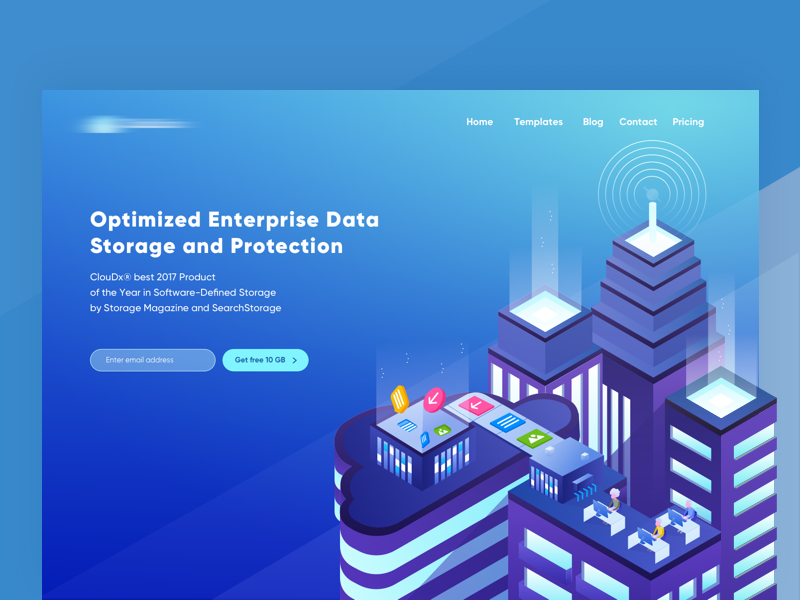 Home Templates Blog Contact Pricing
Optimized Enterprise Data
Storage and Protection
ClouDx® best 2017 Product
of the Year in Software-Defined Storage
by Storage Magazine and SearchStorage
Enter email address
Get free 10 GB